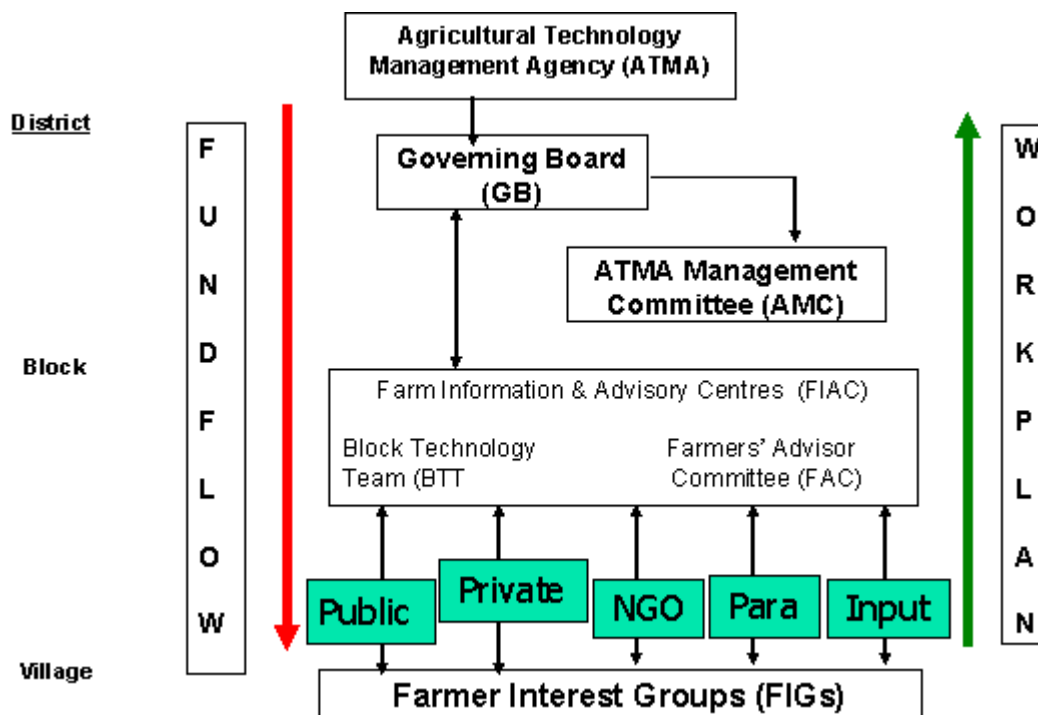 Agricultural Technology
Management Agency (ATMA)
District
Governing Board
(GB)
ATMA Management
Committee (AMC)
Block
Farm Information & Advisory Centres (FIAC)
Block Technology
Team (BTT
Farmers' Advisor
Committee (FAC)
Public
Private
NGO
Para
Input
Village
Farmer Interest Groups (FIGs)
F
U
N
D
F
L
O
W
W
O
R
K
P
L
A
N